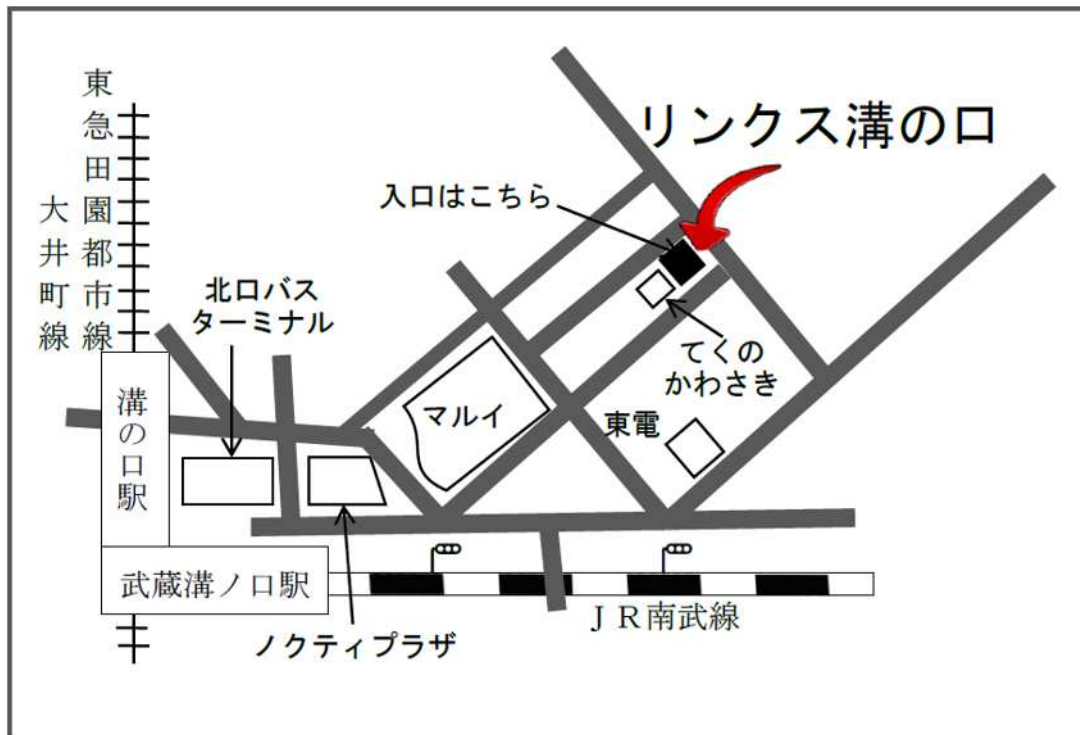 東急田園都市線
大井町線
リンクス溝の口
入口はこちら
北口バス
ターミナル
てくの
かわさき
マルイ
東電
溝の口駅
武蔵溝ノ口駅
ＪＲ南武線
ノクティプラザ